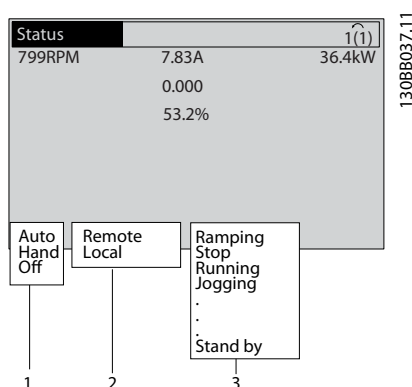 Status 1(1)
799RPM 7.83A 36.4kW
0.000
53.2%
Auto
Hand
Off
Remote
Local
Ramping
Stop
Running
Jogging
.
.
.
Stand by
1 2 3
130BB037.11